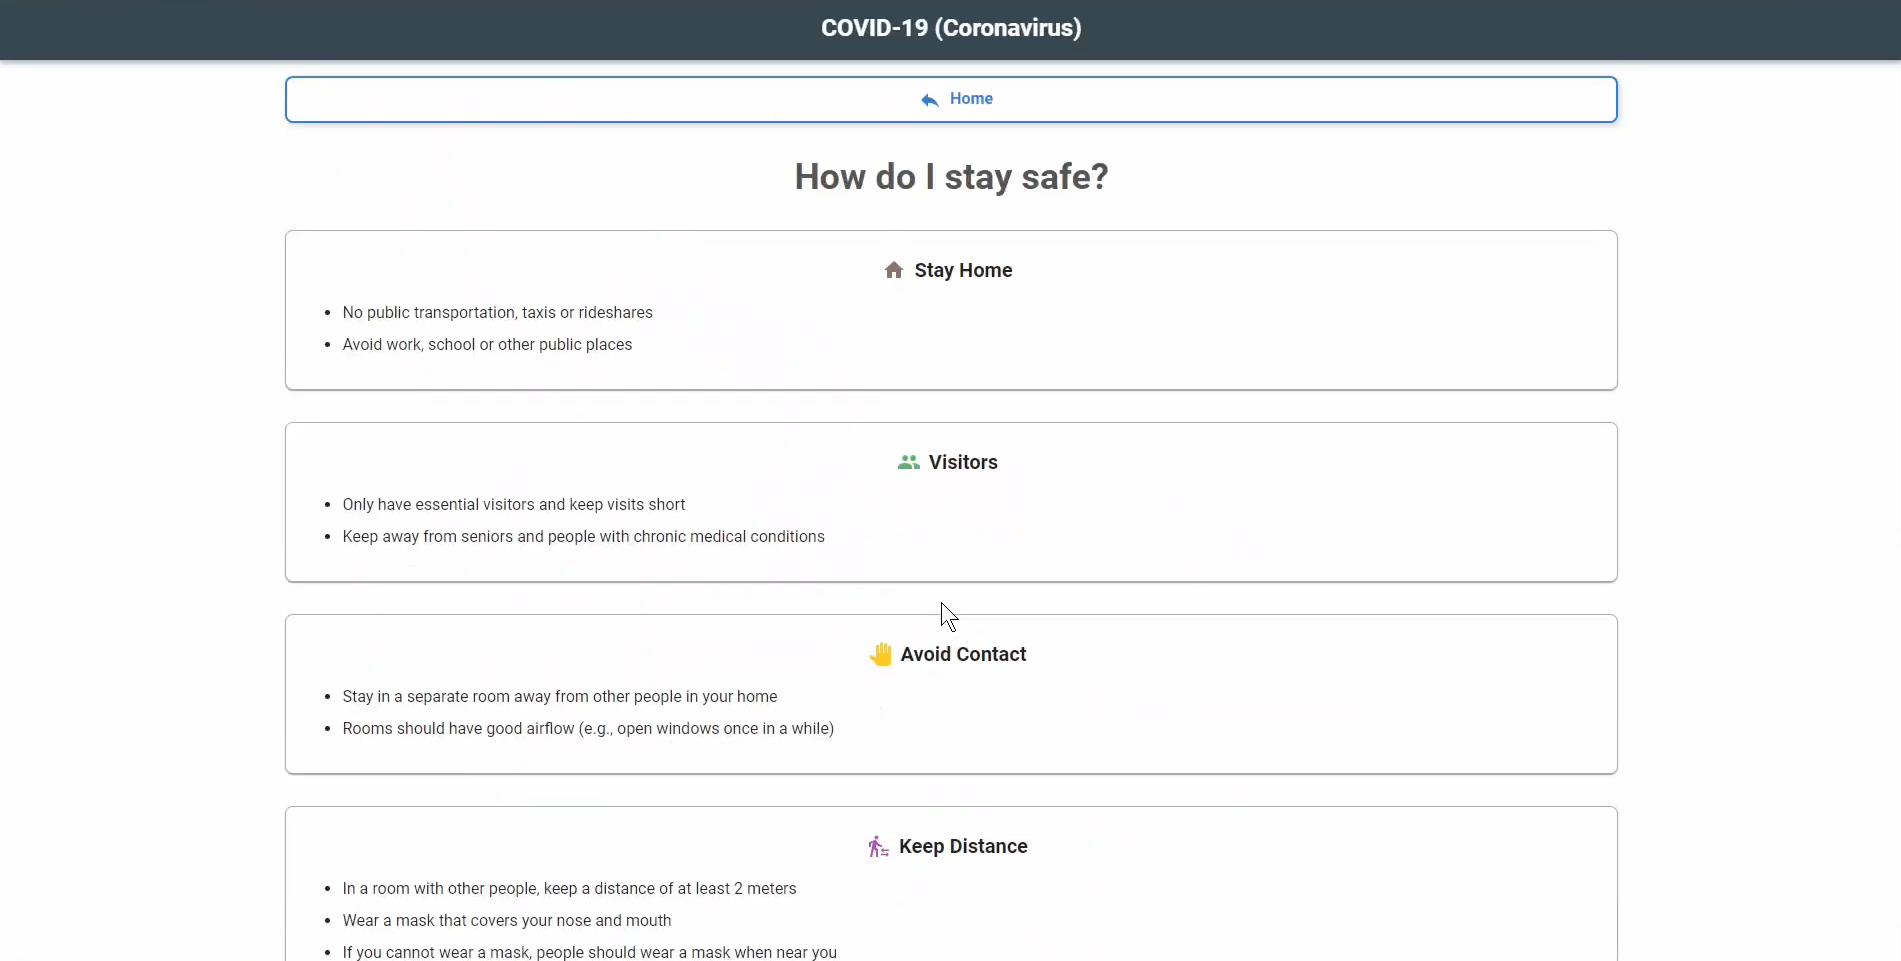 COVID-19 (Coronavirus)
Home
How do I stay safe?
Stay Home
No public transportation, taxis or rideshares
Avoid work, school or other public places
Visitors
Only have essential visitors and keep visits short
Keep away from seniors and people with chronic medical conditions
Avoid Contact
Stay in a separate room away from other people in your home
Rooms should have good airflow (e.g., open windows once in a while)
Keep Distance
In a room with other people, keep a distance of at least 2 meters
Wear a mask that covers your nose and mouth
If you cannot wear a mask, people should wear a mask when near you